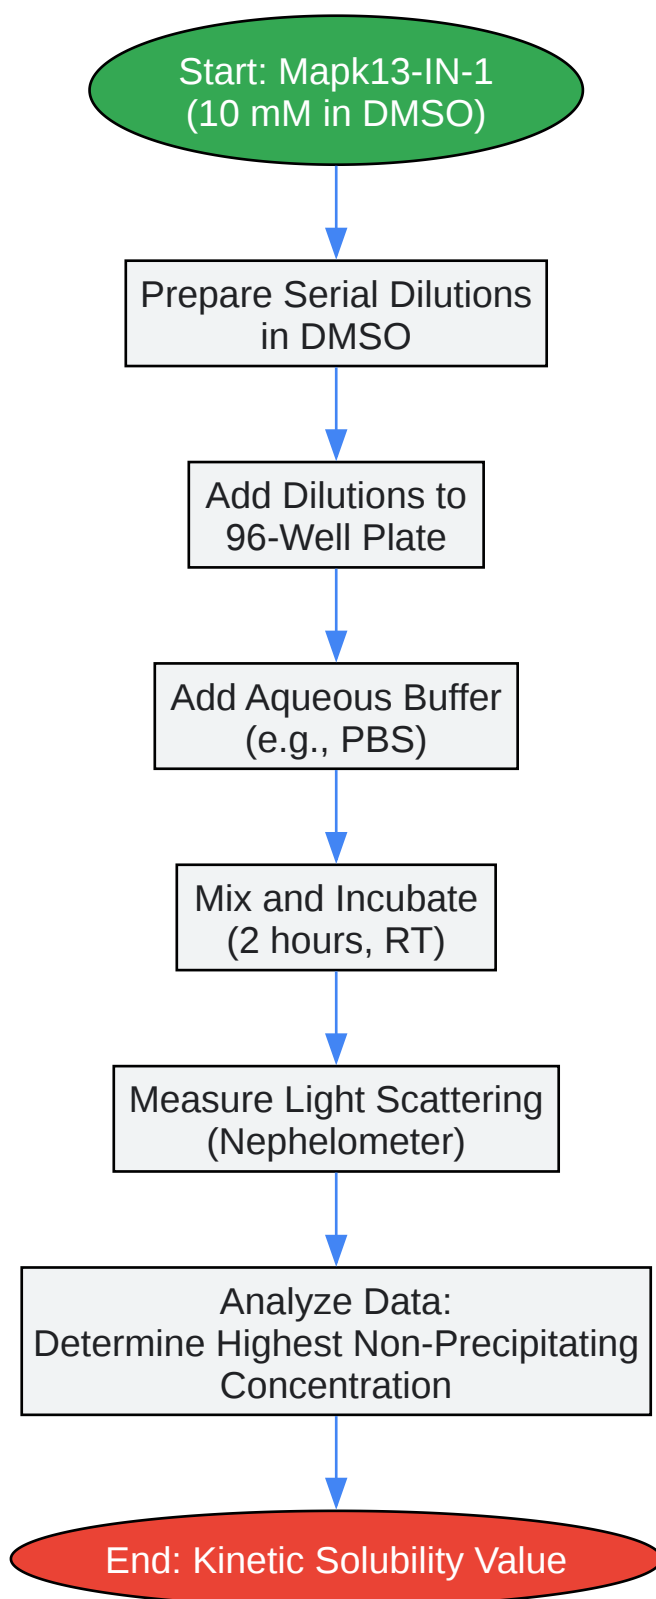 Start: Mapk13-IN-1
(10 mM in DMSO)
Prepare Serial Dilutions
in DMSO
Add Dilutions to
96-Well Plate
Add Aqueous Buffer
(e.g., PBS)
Mix and Incubate
(2 hours, RT)
Measure Light Scattering
(Nephelometer)
Analyze Data:
Determine Highest Non-Precipitating
Concentration
End: Kinetic Solubility Value